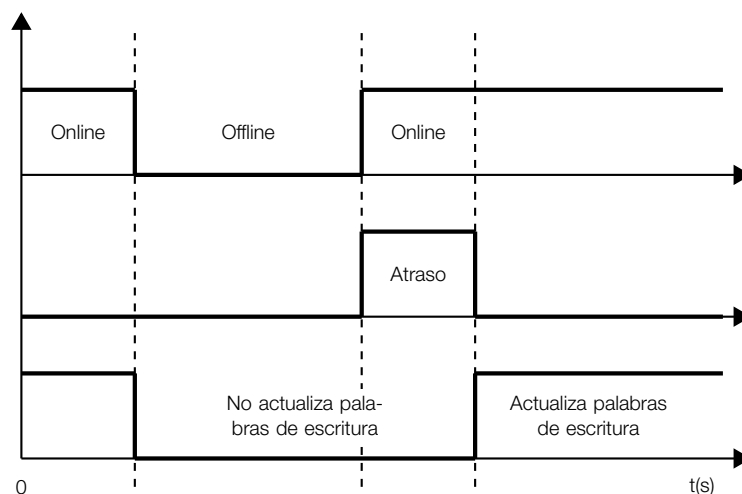 Online
Offline
Online
Atraso
No actualiza pala-
bras de escritura
Actualiza palabras
de escritura
0
t(s)